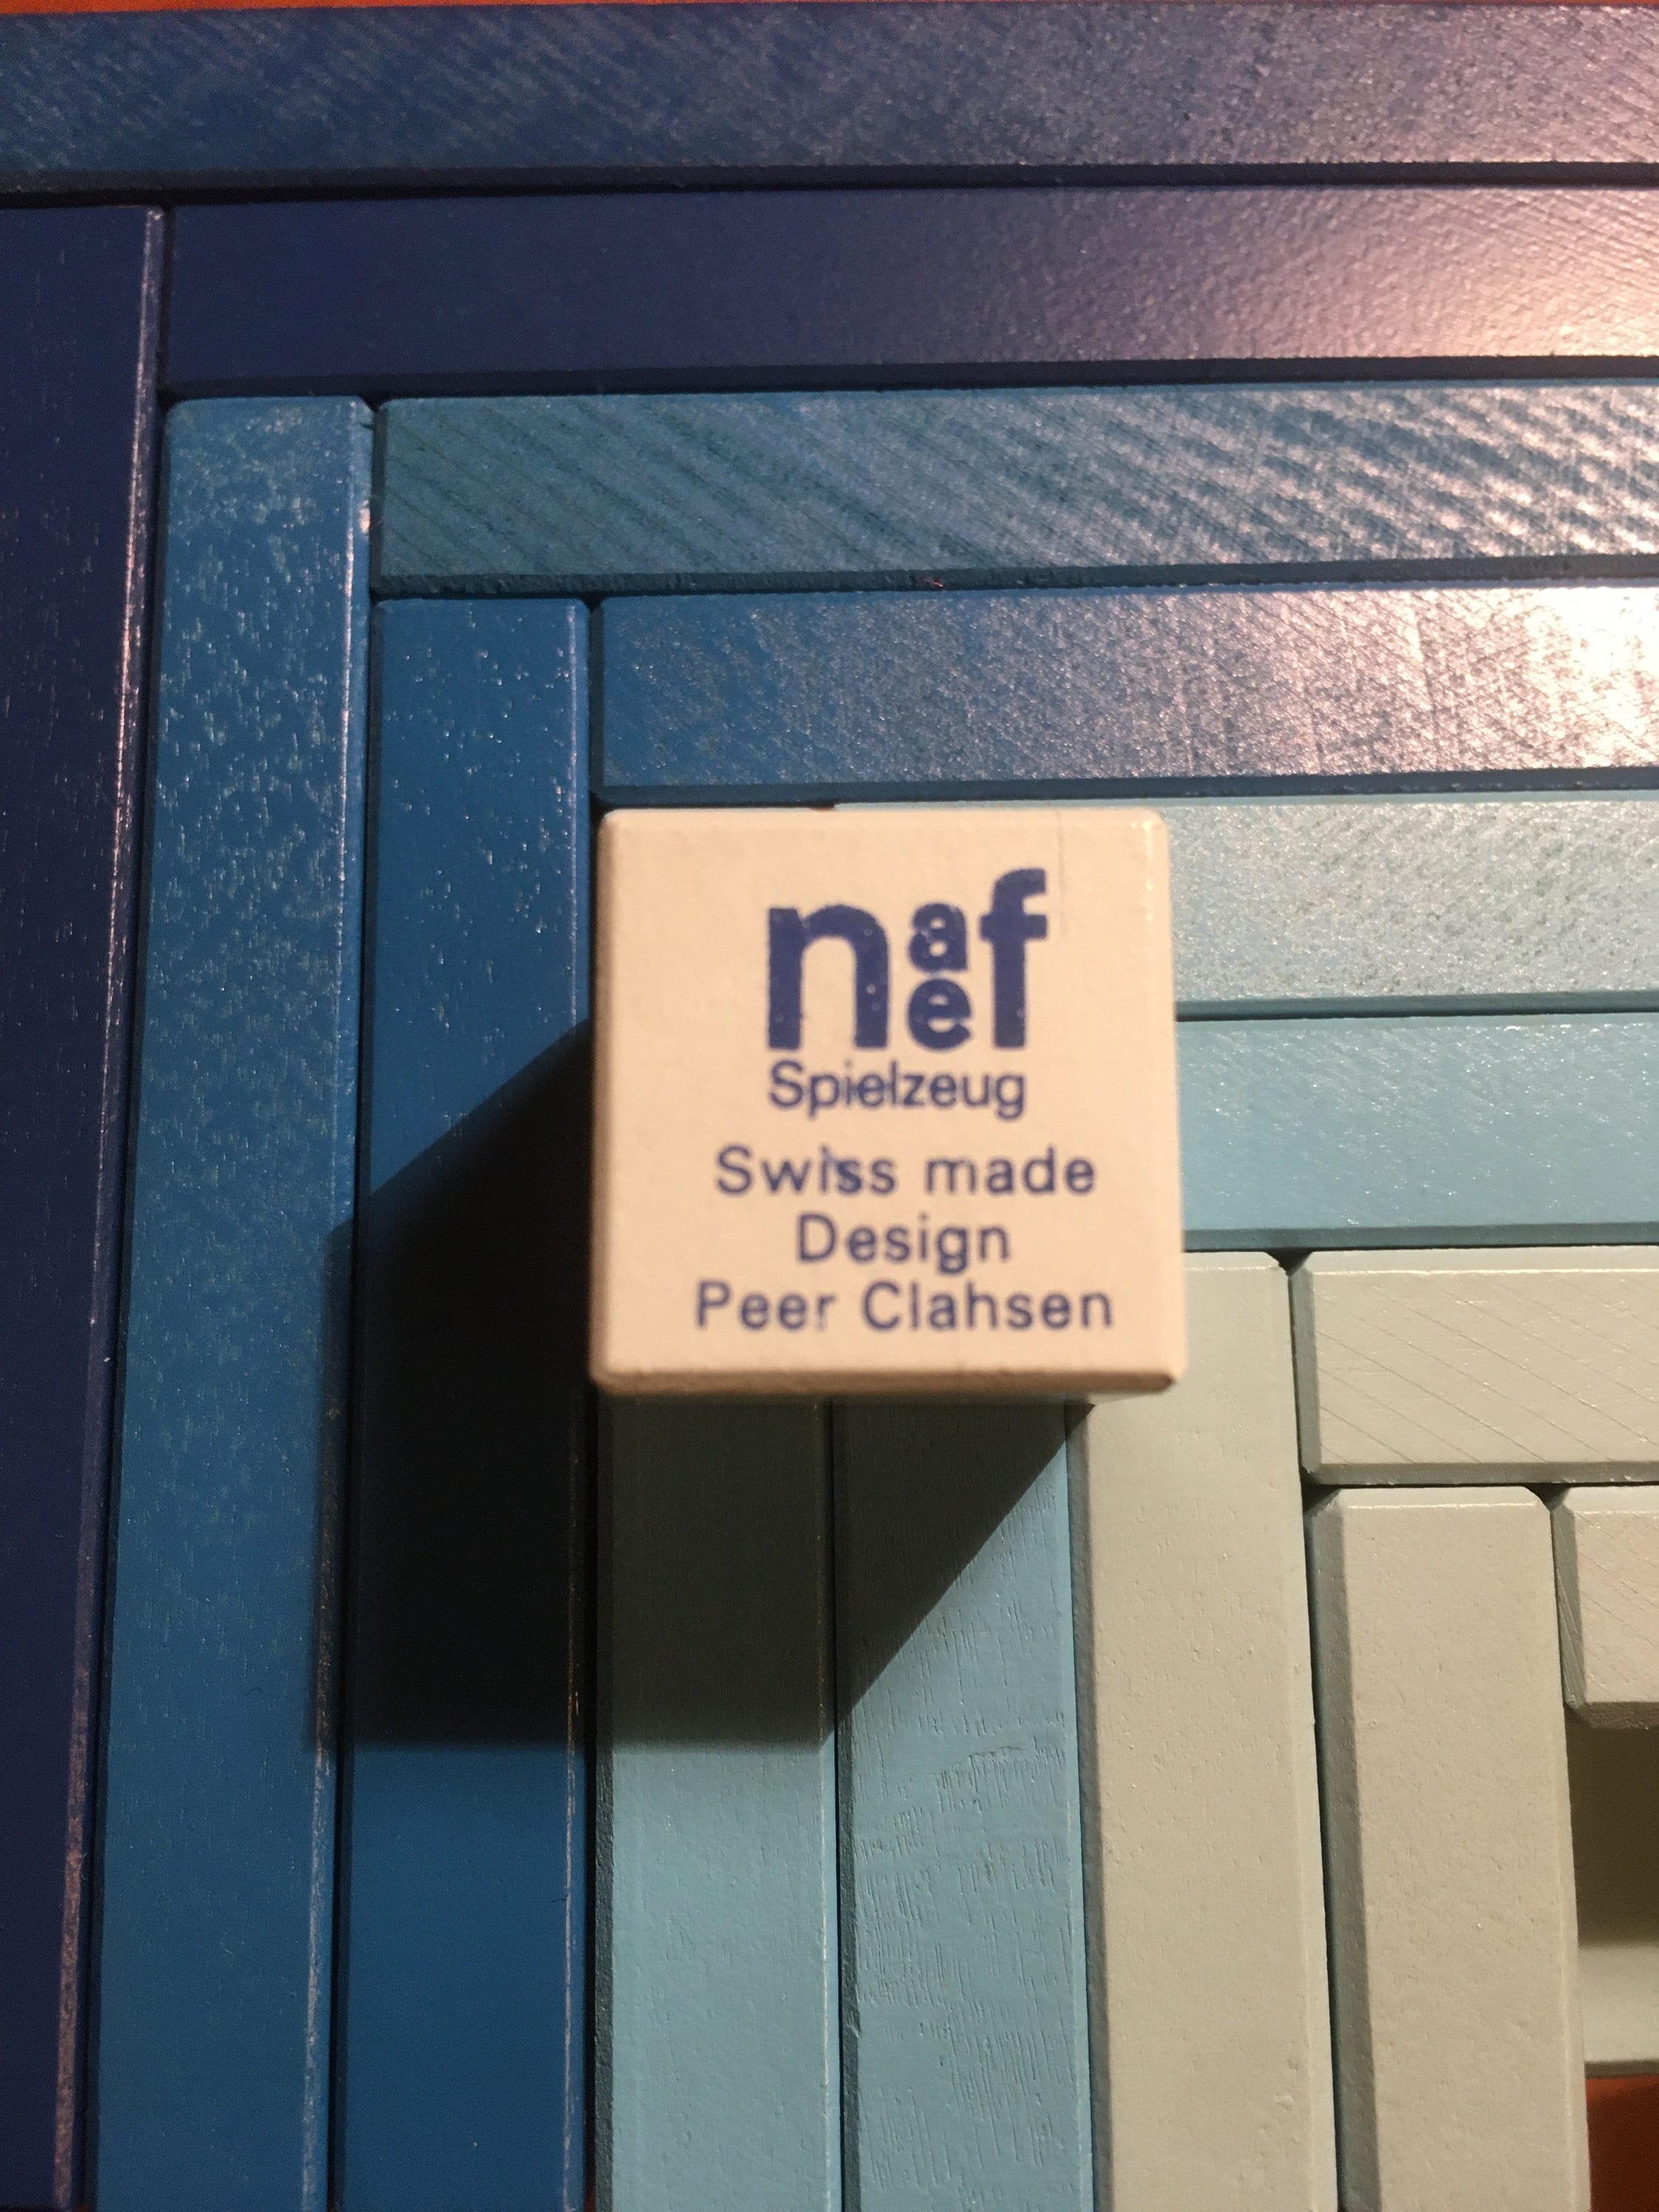 naef
Spielzeug
Swiss made
Design
Peer Clahsen